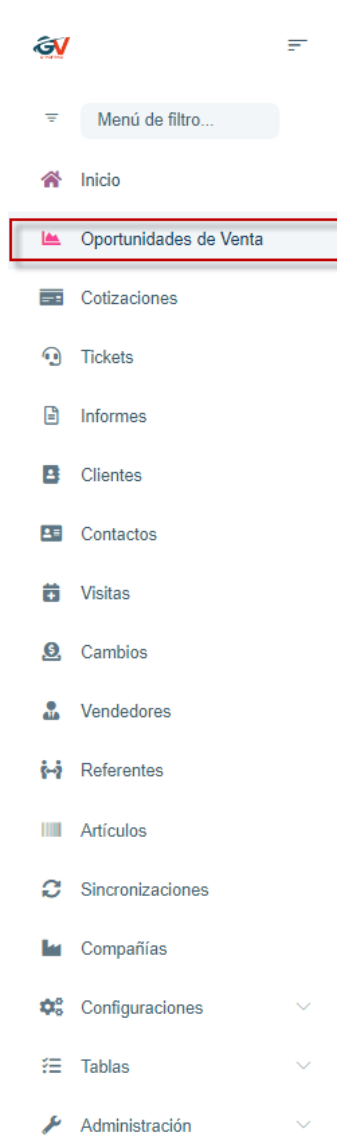 GV
Menú de filtro...
Inicio
Oportunidades de Venta
Cotizaciones
Tickets
Informes
Clientes
Contactos
Visitas
Cambios
Vendedores
Referentes
Artículos
Sincronizaciones
Compañías
Configuraciones
Tablas
Administración